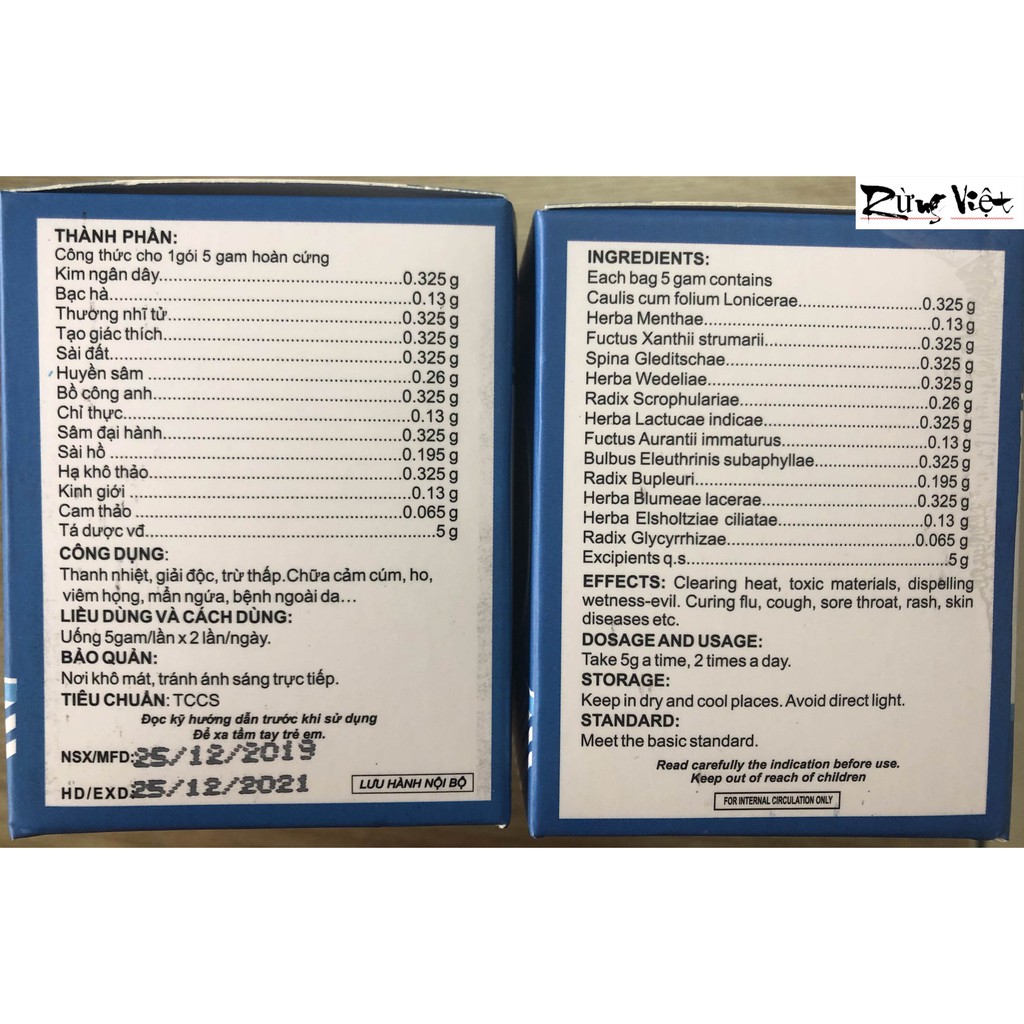 Rừng Việt
THÀNH PHẦN:
Công thức cho 1gói 5 gam hoàn cứng
Kim ngân dây...0.325 g
Bạc hà...0.13 g
Thương nhĩ tử...0.325 g
Tạo giác thích...0.325 g
Sài đất...0.325 g
Huyền sâm...0.26 g
Bồ công anh...0.325 g
Chỉ thực...0.13 g
Sâm đại hành...0.325 g
Sài hồ...0.195 g
Hạ khô thảo...0.325 g
Kinh giới...0.13 g
Cam thảo...0.065 g
Tá dược vđ...5 g
CÔNG DỤNG:
Thanh nhiệt, giải độc, trừ thấp.Chữa cảm cúm, ho,
viêm họng, mẩn ngứa, bệnh ngoài da…
LIỀU DÙNG VÀ CÁCH DÙNG:
Uống 5gam/lần x 2 lần/ngày.
BẢO QUẢN:
Nơi khô mát, tránh ánh sáng trực tiếp.
TIÊU CHUẨN: TCCS
Đọc kỹ hướng dẫn trước khi sử dụng
Để xa tầm tay trẻ em.
NSX/MFD:25/12/2019
HD/EXD:25/12/2021
LƯU HÀNH NỘI BỘ
INGREDIENTS:
Each bag 5 gam contains
Caulis cum folium Lonicerae...0.325 g
Herba Menthae...0.13 g
Fuctus Xanthii strumarii...0.325 g
Spina Gleditschae...0.325 g
Herba Wedeliae...0.325 g
Radix Scrophulariae...0.26 g
Herba Lactucae indicae...0.325 g
Fuctus Aurantii immaturus...0.13 g
Bulbus Eleuthrinis subaphyllae...0.325 g
Radix Bupleuri...0.195 g
Herba Blumeae lacerae...0.325 g
Herba Elsholtziae ciliatae...0.13 g
Radix Glycyrrhizae...0.065 g
Excipients q.s...5 g
EFFECTS: Clearing heat, toxic materials, dispelling
wetness-evil. Curing flu, cough, sore throat, rash, skin
diseases etc.
DOSAGE AND USAGE:
Take 5g a time, 2 times a day.
STORAGE:
Keep in dry and cool places. Avoid direct light.
STANDARD:
Meet the basic standard.
Read carefully the indication before use.
Keep out of reach of children
FOR INTERNAL CIRCULATION ONLY